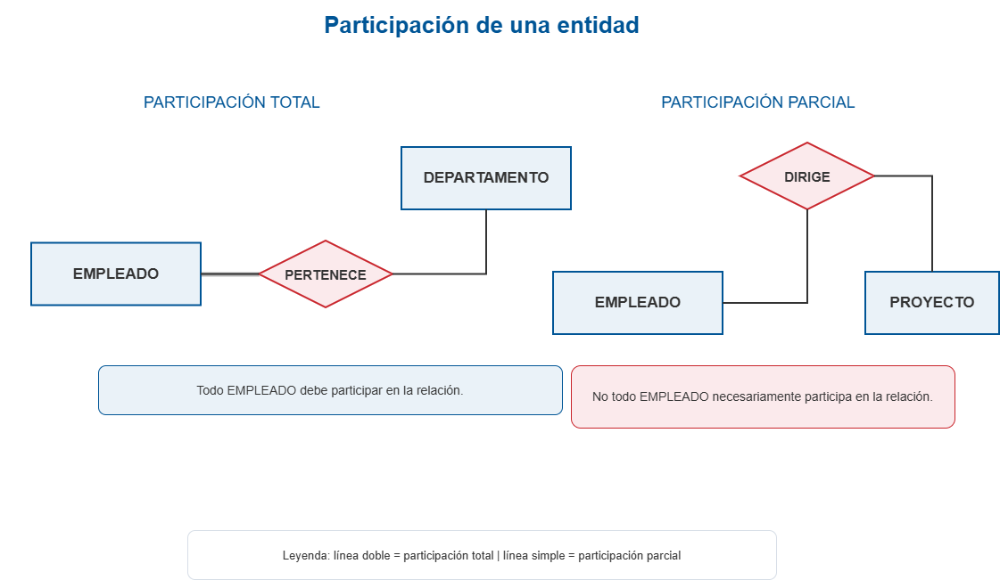 Participación de una entidad
PARTICIPACIÓN TOTAL
DEPARTAMENTO
EMPLEADO
PERTENECE
Todo EMPLEADO debe participar en la relación.
PARTICIPACIÓN PARCIAL
DIRIGE
EMPLEADO
PROYECTO
No todo EMPLEADO necesariamente participa en la relación.
Leyenda: línea doble = participación total | línea simple = participación parcial